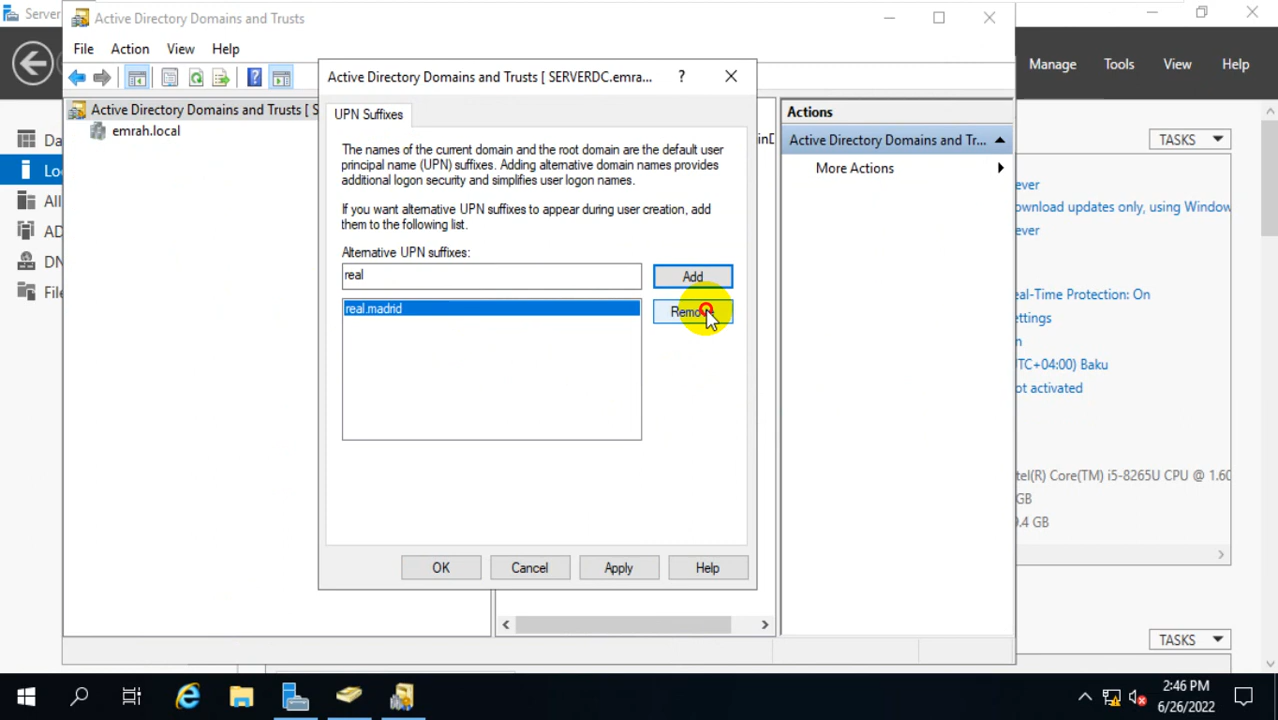 Server
Active Directory Domains and Trusts
File Action View Help
Manage Tools View Help
Active Directory Domains and Trusts [ SERVERDC.emra...
?
Active Directory Domains and Trusts [ S
emrah.local
UPN Suffixes
The names of the current domain and the root domain are the default user
principal name (UPN) suffixes. Adding alternative domain names provides
additional logon security and simplifies user logon names.
If you want alternative UPN suffixes to appear during user creation, add
them to the following list.
Alternative UPN suffixes:
real
Add
real.madrid
OK
Cancel
Apply
Help
Actions
Active Directory Domains and Tr...
More Actions
Da
Lo
All
AD
DN
File
TASKS
ever
ownload updates only, using Window
ever
eal-Time Protection: On
ettings
n
UTC+04:00) Baku
ot activated
ntel(R) Core(TM) i5-8265U CPU @ 1.60
GB
9.4 GB
TASKS
2:46 PM
6/26/2022